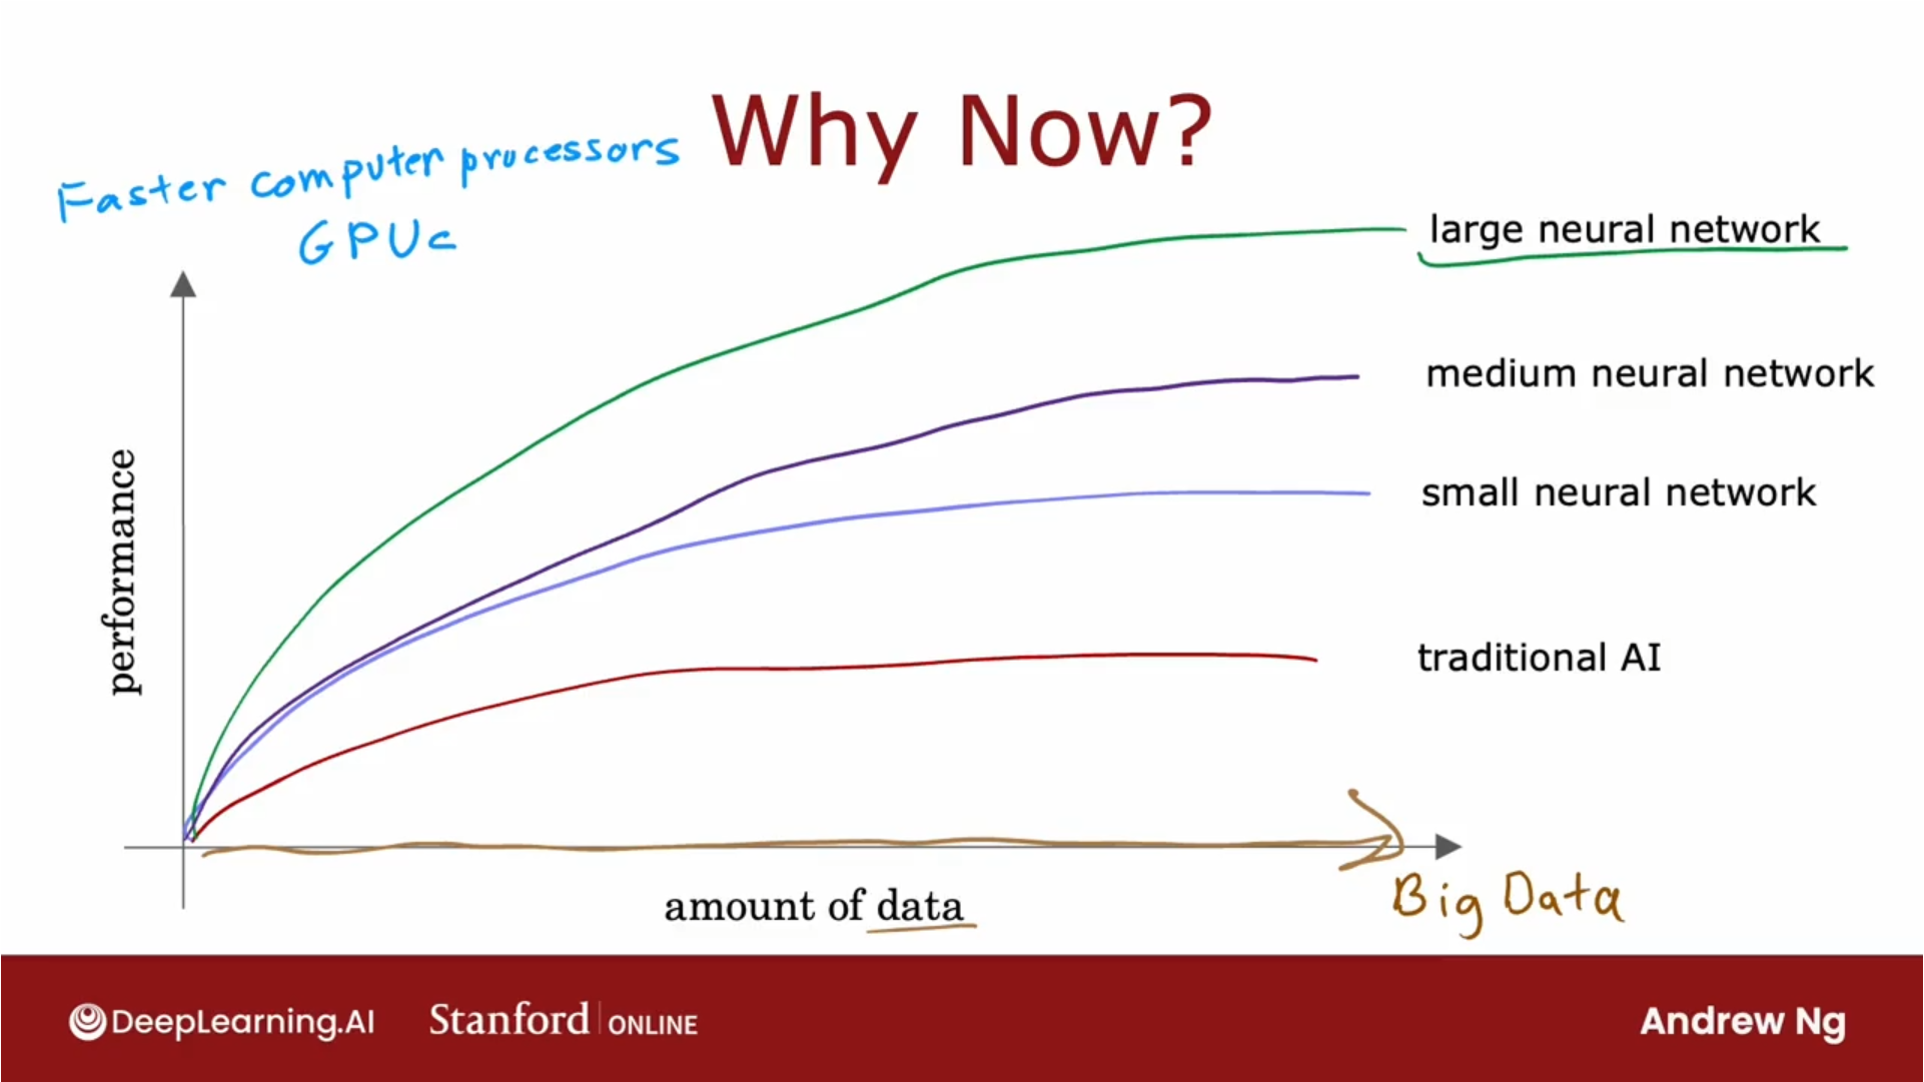 Why Now?
Faster computer processors
GPUs
large neural network
medium neural network
performance
small neural network
traditional AI
amount of data
Big Data
DeepLearning.AI
Stanford ONLINE
Andrew Ng